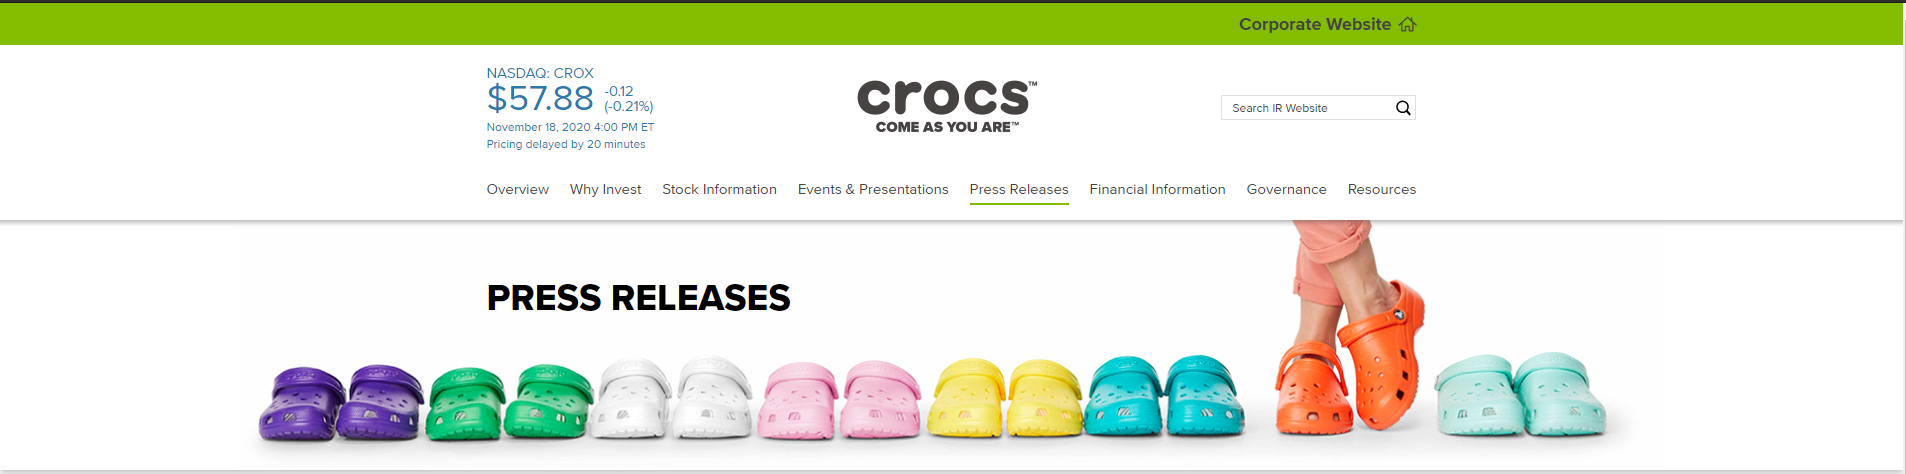 Corporate Website
NASDAQ: CROX
$57.88
-0.12
(-0.21%)
November 18, 2020 4:00 PM ET
Pricing delayed by 20 minutes
crocs™
COME AS YOU ARE™
Search IR Website
Overview Why Invest Stock Information Events & Presentations Press Releases Financial Information Governance Resources
PRESS RELEASES